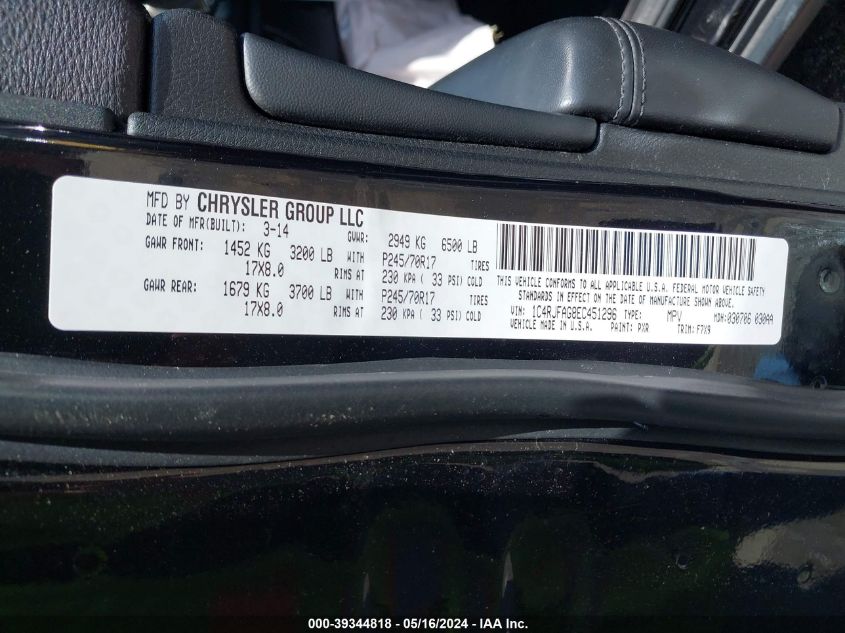 MFD BY CHRYSLER GROUP LLC
DATE OF MFR(BUILT): 3-14 GVWR: 2949 KG 6500 LB
GAWR FRONT: 1452 KG 3200 LB WITH P245/70R17 TIRES
17X8.0 RIMS AT 230 KPA ( 33 PSI) COLD
GAWR REAR: 1679 KG 3700 LB WITH P245/70R17 TIRES
17X8.0 RIMS AT 230 KPA ( 33 PSI) COLD
THIS VEHICLE CONFORMS TO ALL APPLICABLE U.S.A. FEDERAL MOTOR VEHICLE SAFETY
STANDARDS IN EFFECT ON THE DATE OF MANUFACTURE SHOWN ABOVE.
VIN: 1C4RJFAG8EC451296 TYPE: MPV MDH: 030706 030AA
VEHICLE MADE IN U.S.A. PAINT: PXR TRIM: F7X9
000-39344818 - 05/16/2024 - IAA Inc.